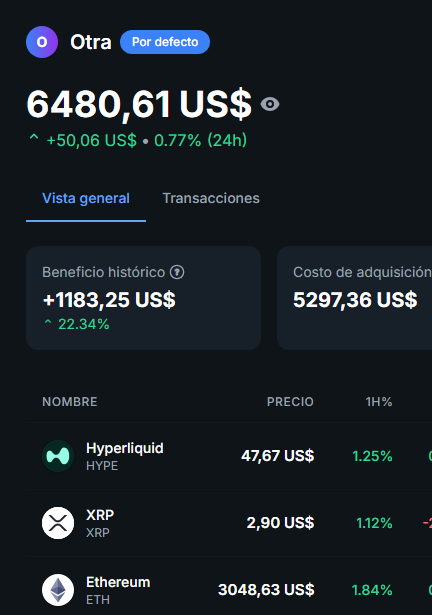 O Otra Por defecto
6480,61 US$
+50,06 US$ • 0.77% (24h)
Vista general Transacciones
Beneficio histórico ? Costo de adquisición
+1183,25 US$ 5297,36 US$
22.34%
NOMBRE PRECIO 1H%
Hyperliquid
HYPE
47,67 US$ 1.25%
XRP
XRP
2,90 US$ 1.12%
Ethereum
ETH
3048,63 US$ 1.84%